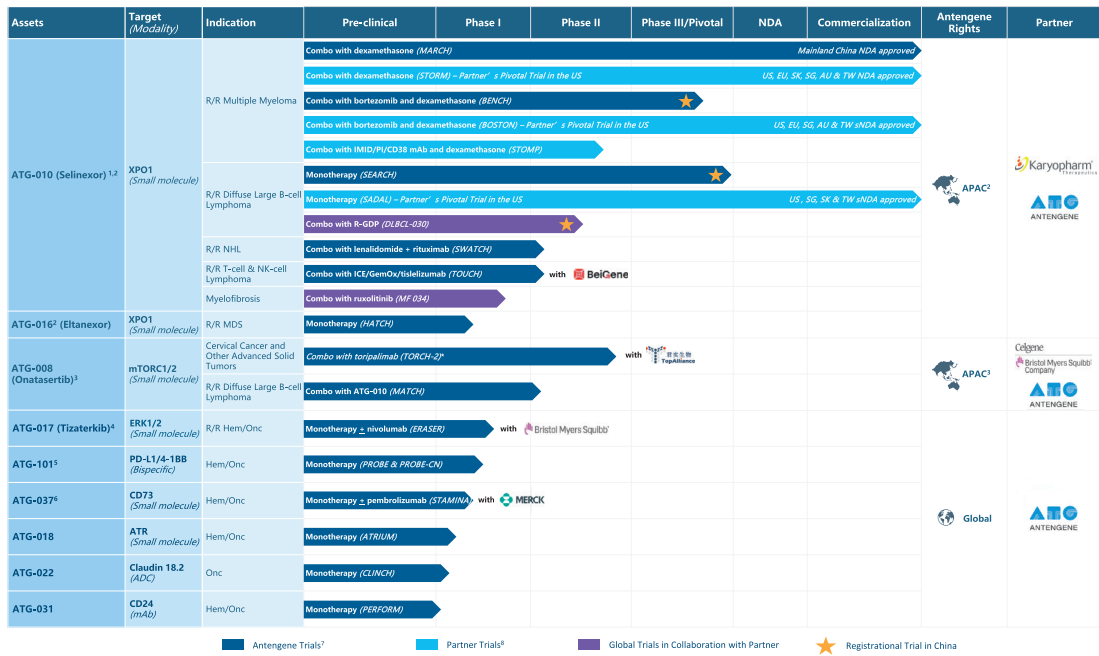 Assets
Target
(Modality)
Indication
Pre-clinical
Phase I
Phase II
Phase III/Pivotal
NDA
Commercialization
Antengene
Rights
Partner
ATG-010 (Selinexor) 1,2
XPO1
(Small molecule)
R/R Multiple Myeloma
Combo with dexamethasone (MARCH)
Mainland China NDA approved
Combo with dexamethasone (STORM) – Partner' s Pivotal Trial in the US
US, EU, SK, SG, AU & TW NDA approved
Combo with bortezomib and dexamethasone (BENCH)
Combo with bortezomib and dexamethasone (BOSTON) – Partner' s Pivotal Trial in the US
US, EU, SG, AU & TW sNDA approved
Combo with IMID/PI/CD38 mAb and dexamethasone (STOMP)
R/R Diffuse Large B-cell
Lymphoma
Monotherapy (SEARCH)
Monotherapy (SADAL) – Partner' s Pivotal Trial in the US
US , SG, SK & TW sNDA approved
Combo with R-GDP (DLBCL-030)
R/R NHL
Combo with lenalidomide + rituximab (SWATCH)
R/R T-cell & NK-cell
Lymphoma
Combo with ICE/GemOx/tislelizumab (TOUCH)
with BeiGene
Myelofibrosis
Combo with ruxolitinib (MF 034)
APAC2
Karyopharm
Therapeutics
ANTENGENE
ATG-0162 (Eltanexor)
XPO1
(Small molecule)
R/R MDS
Monotherapy (HATCH)
ATG-008
(Onatasertib)3
mTORC1/2
(Small molecule)
Cervical Cancer and
Other Advanced Solid
Tumors
Combo with toripalimab (TORCH-2)*
with 君实生物
TopAlliance
R/R Diffuse Large B-cell
Lymphoma
Combo with ATG-010 (MATCH)
APAC3
Celgene
Bristol Myers Squibb
Company
ANTENGENE
ATG-017 (Tizaterkib)4
ERK1/2
(Small molecule)
R/R Hem/Onc
Monotherapy + nivolumab (ERASER)
with Bristol Myers Squibb
ATG-1015
PD-L1/4-1BB
(Bispecific)
Hem/Onc
Monotherapy (PROBE & PROBE-CN)
ATG-0376
CD73
(Small molecule)
Hem/Onc
Monotherapy + pembrolizumab (STAMINA)
with MERCK
ATG-018
ATR
(Small molecule)
Hem/Onc
Monotherapy (ATRIUM)
ATG-022
Claudin 18.2
(ADC)
Onc
Monotherapy (CLINCH)
ATG-031
CD24
(mAb)
Hem/Onc
Monotherapy (PERFORM)
Global
ANTENGENE
Antengene Trials7
Partner Trials8
Global Trials in Collaboration with Partner
Registrational Trial in China